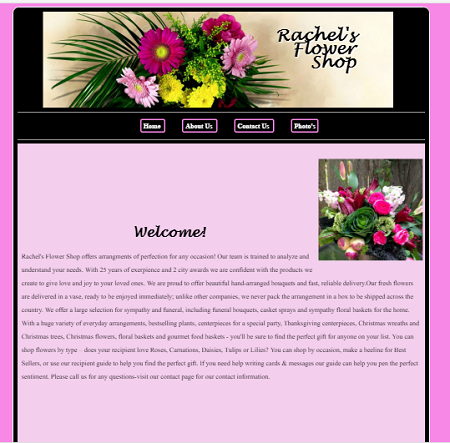 Rachel's
Flower
Shop
Home
About Us
Contact Us
Photo's
Welcome!
Rachel's Flower Shop offers arrangments of perfection for any occasion! Our team is trained to analyze and
understand your needs. With 25 years of exerpience and 2 city awards we are confident with the products we
create to give love and joy to your loved ones. We are proud to offer beautiful hand-arranged bouquets and fast, reliable delivery.Our fresh flowers
are delivered in a vase, ready to be enjoyed immediately; unlike other companies, we never pack the arrangement in a box to be shipped across the
country. We offer a large selection for sympathy and funeral, including funeral bouquets, casket sprays and sympathy floral baskets for the home.
With a huge variety of everyday arrangements, bestselling plants, centerpieces for a special party, Thanksgiving centerpieces, Christmas wreaths and
Christmas trees, Christmas flowers, floral baskets and gourmet food baskets - you'll be sure to find the perfect gift for anyone on your list. You can
shop flowers by type does your recipient love Roses, Carnations, Daisies, Tulips or Lilies? You can shop by occasion, make a beeline for Best
Sellers, or use our recipient guide to help you find the perfect gift. If you need help writing cards & messages our guide can help you pen the perfect
sentiment. Please call us for any questions-visit our contact page for our contact information.